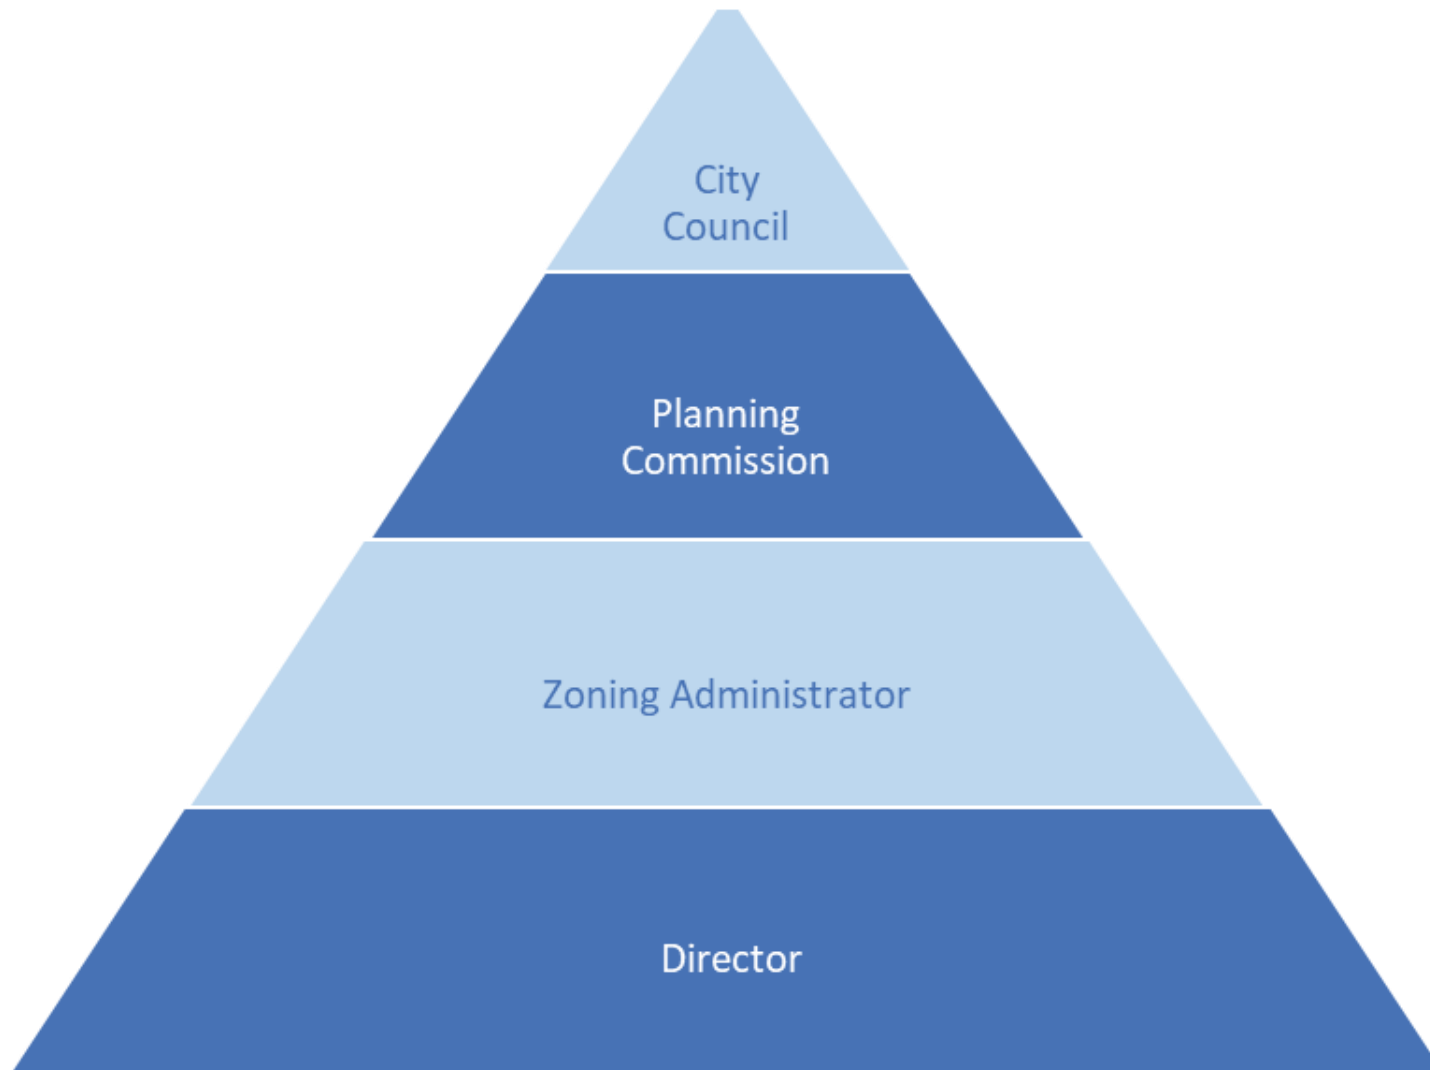 City
Council
Planning
Commission
Zoning Administrator
Director